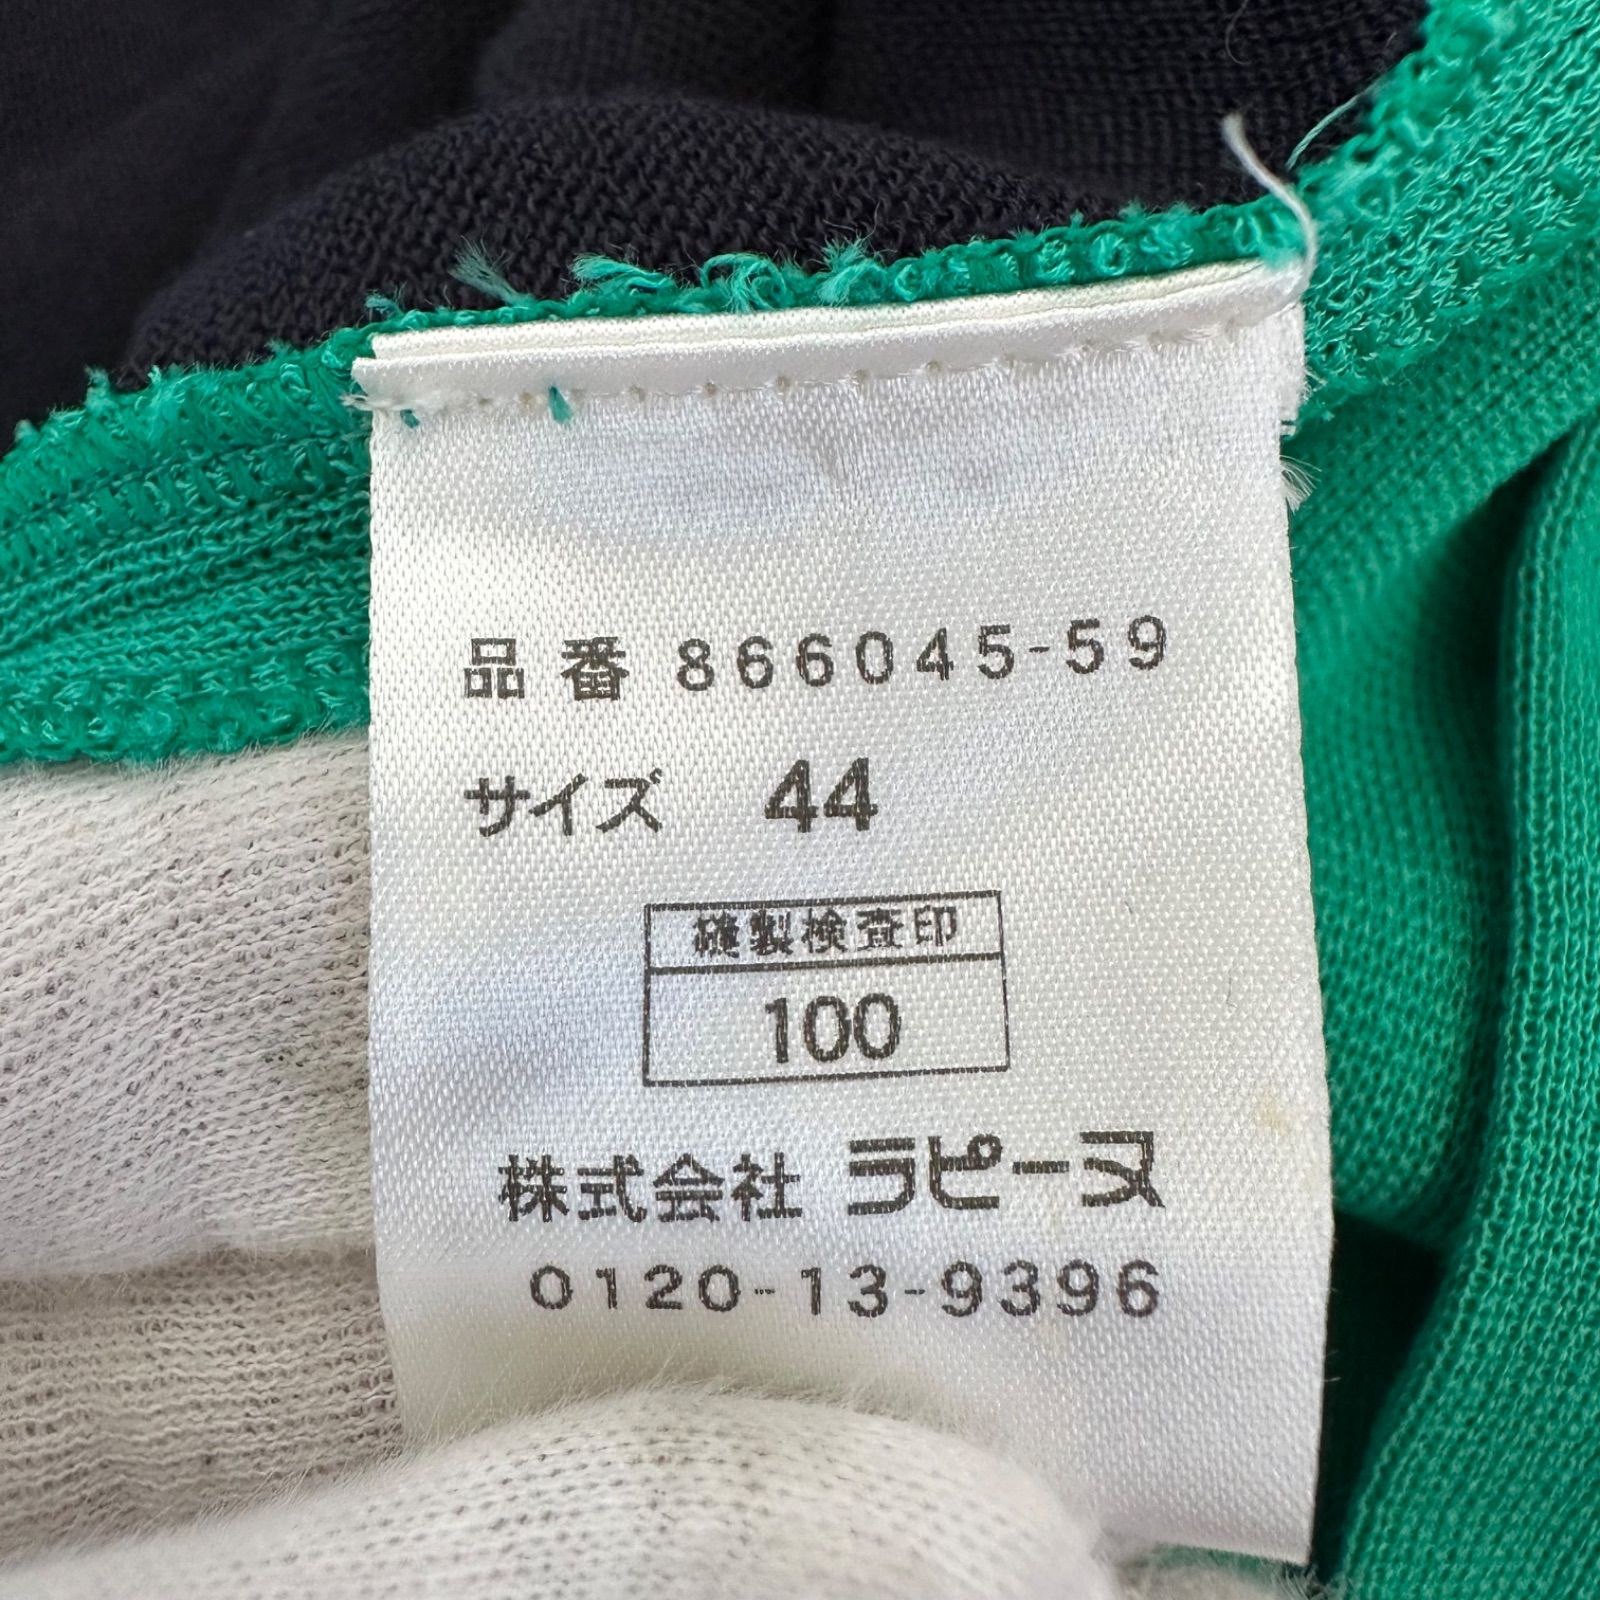 品番 866045-59
サイズ 44
縫製検査印
100
株式会社 ラピーヌ
0120-13-9396